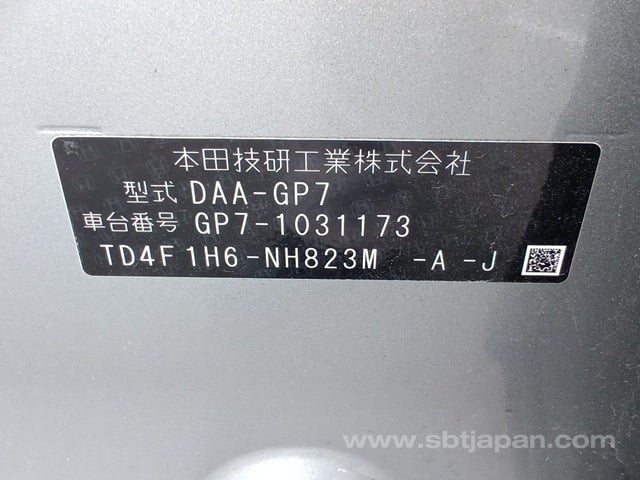 本田技研工業株式会社
型式 DAA-GP7
車台番号 GP7-1031173
TD4F1H6-NH823M -A -J
www.sbtjapan.com